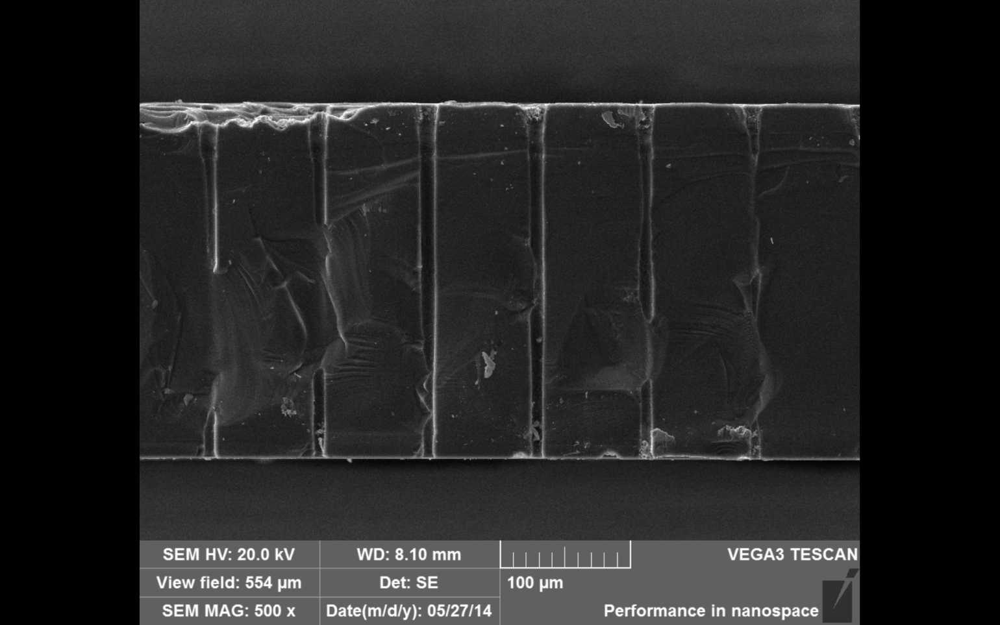 SEM HV: 20.0 kV
WD: 8.10 mm
VEGA3 TESCAN
View field: 554 µm
Det: SE
100 µm
SEM MAG: 500 x
Date(m/d/y): 05/27/14
Performance in nanospace